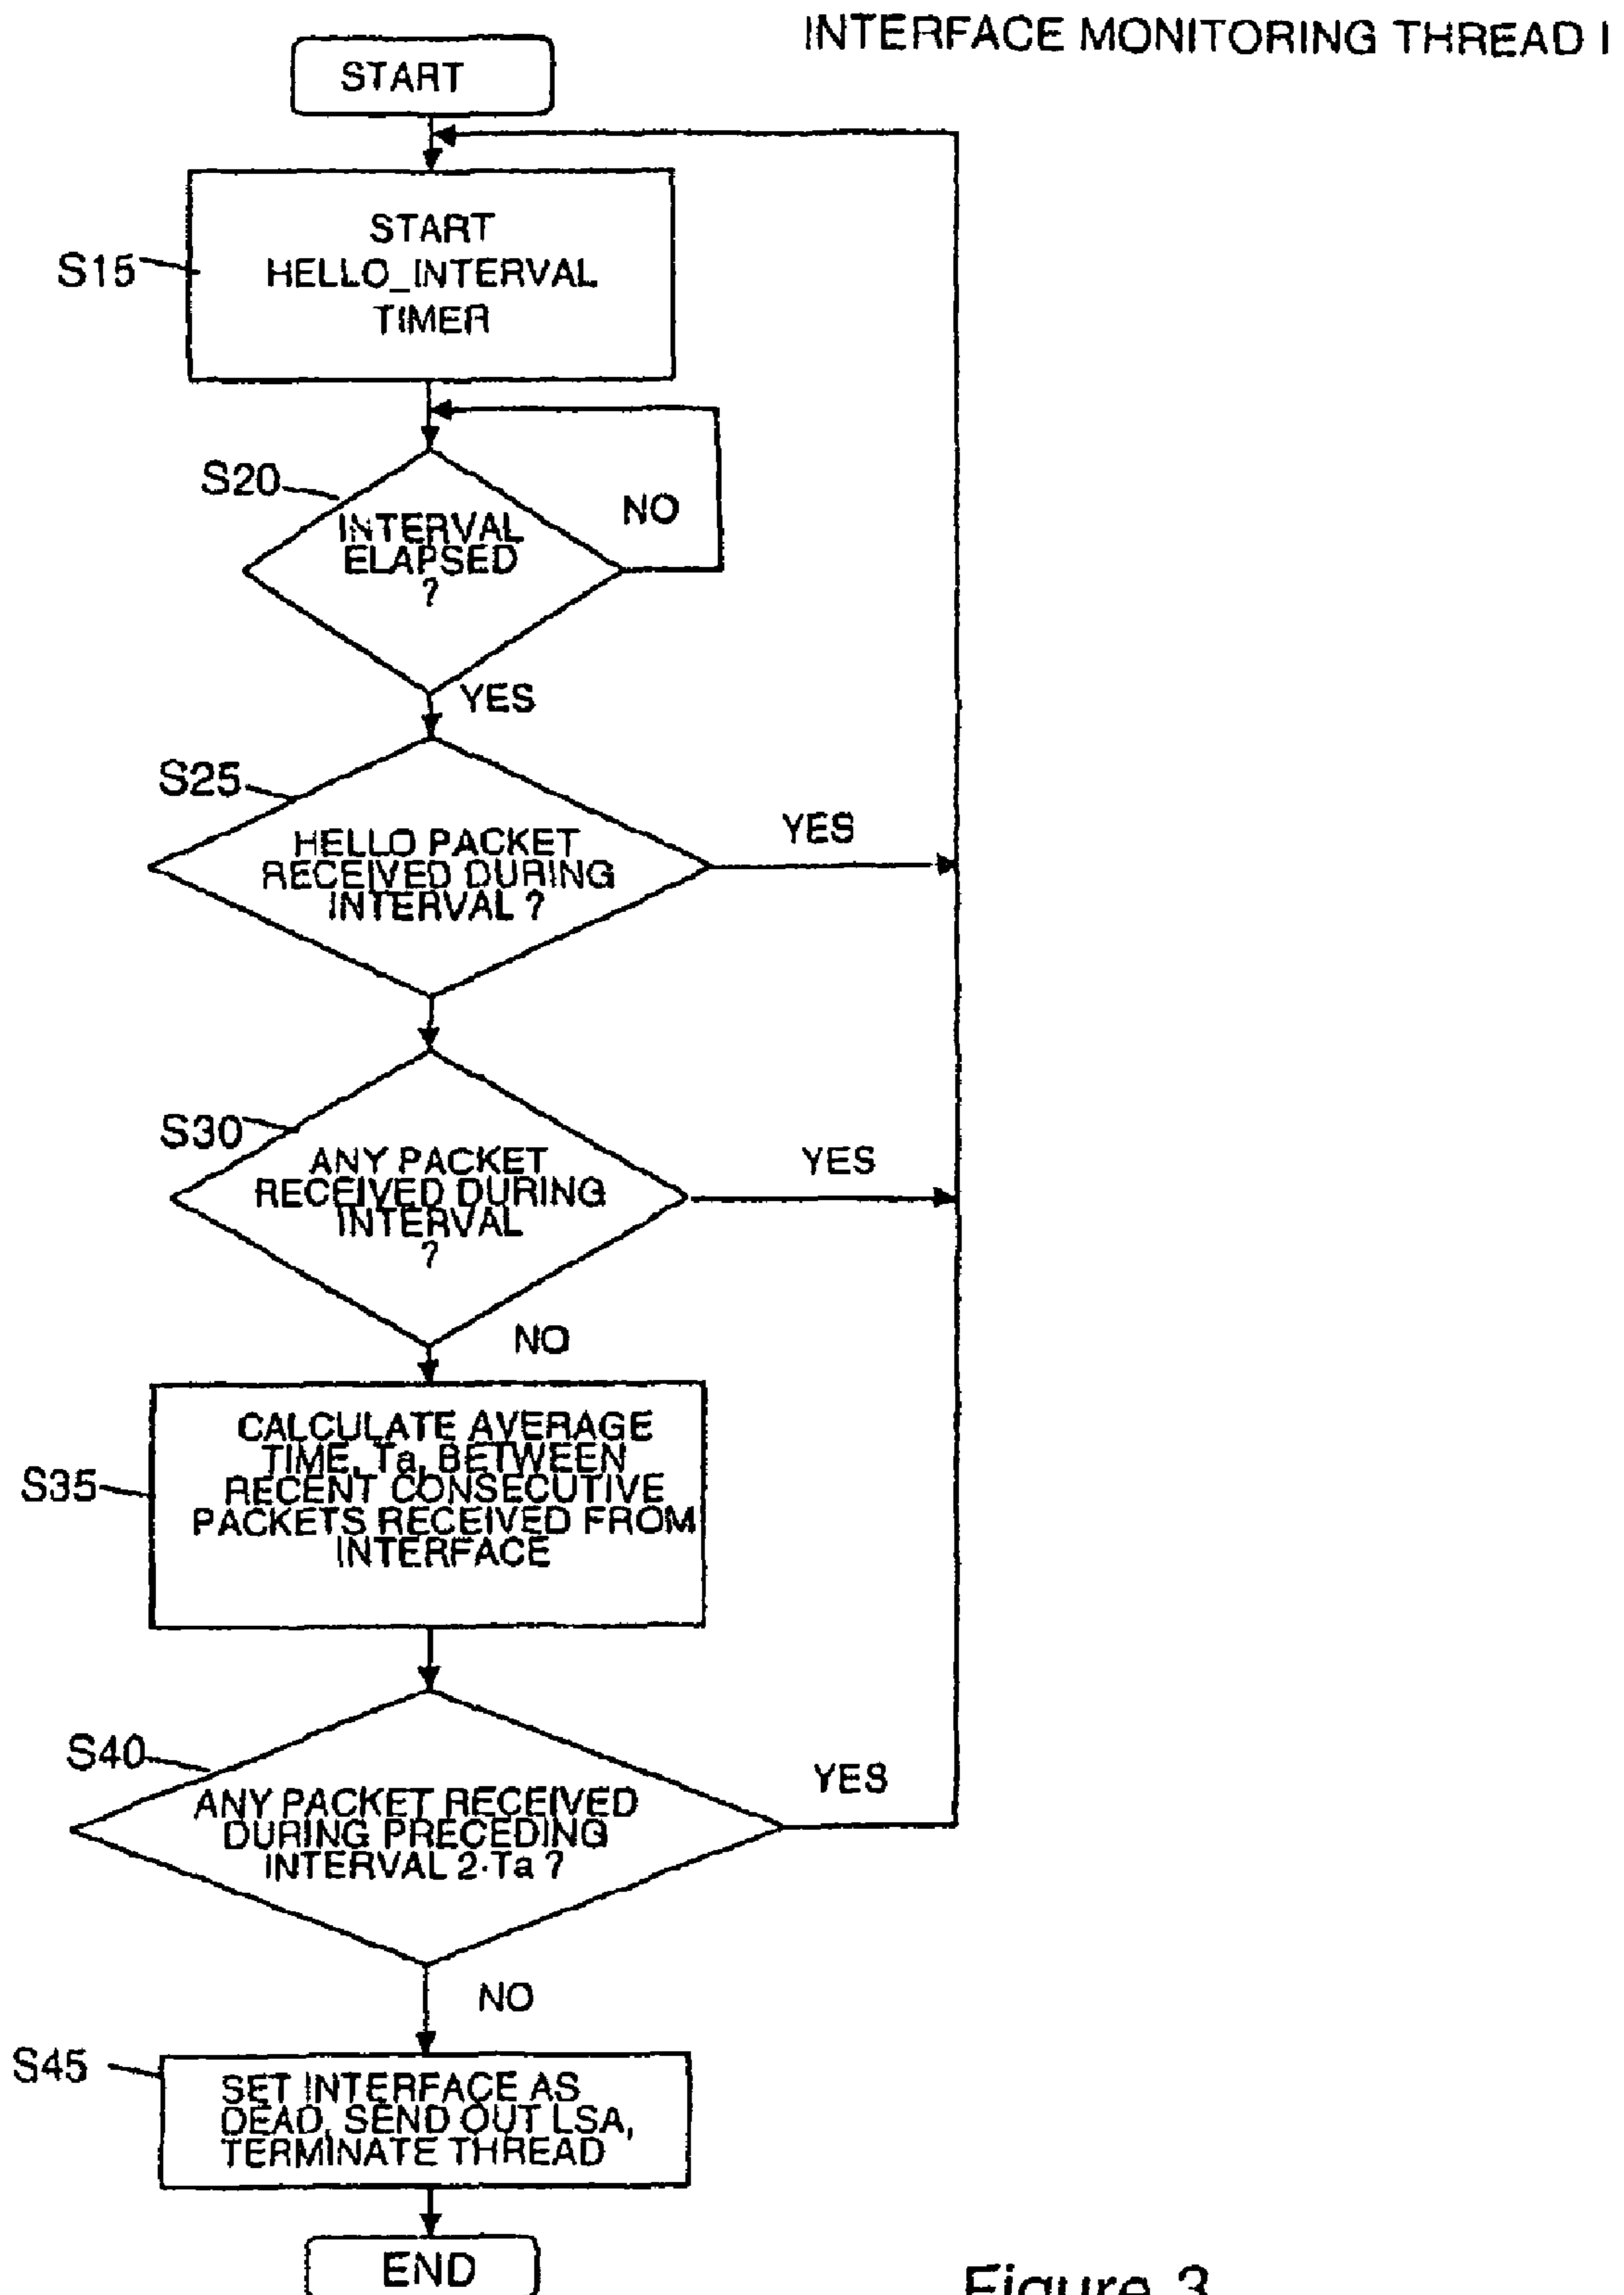 INTERFACE MONITORING THREAD I
START
START
HELLO_INTERVAL
TIMER
S15
S20
INTERVAL
ELAPSED
?
NO
YES
S25
HELLO PACKET
RECEIVED DURING
INTERVAL ?
YES
S30
ANY PACKET
RECEIVED DURING
INTERVAL
?
YES
NO
S35
CALCULATE AVERAGE
TIME, Ta, BETWEEN
RECENT CONSECUTIVE
PACKETS RECEIVED FROM
INTERFACE
S40
ANY PACKET RECEIVED
DURING PRECEDING
INTERVAL 2·Ta ?
YES
NO
S45
SET INTERFACE AS
DEAD, SEND OUT LSA,
TERMINATE THREAD
END
Figure 3